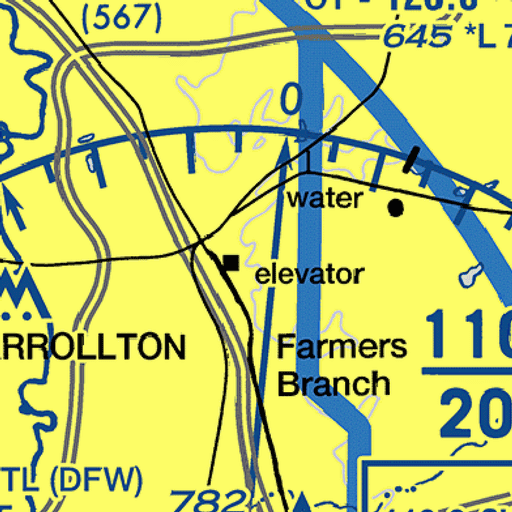 (567)
645 *L
0
water
elevator
RROLLTON
Farmers
Branch
110
20
TL (DFW)
782